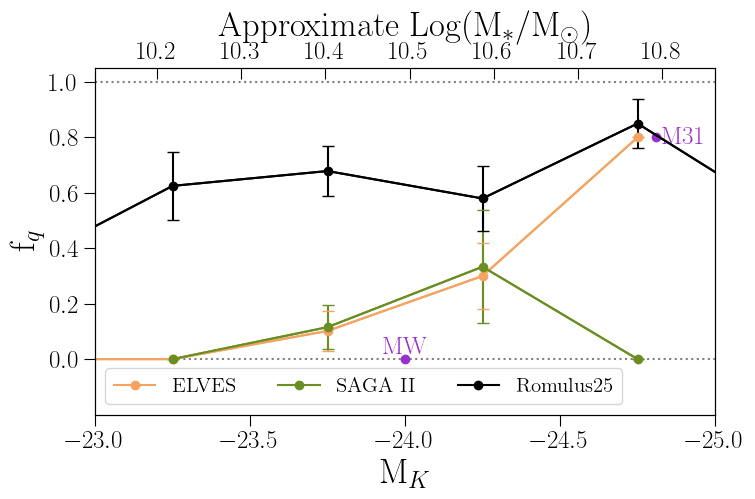 Approximate Log(M*/M☉)
10.2 10.3 10.4 10.5 10.6 10.7 10.8
1.0
0.8
0.6
0.4
0.2
0.0
f_q
M31
MW
ELVES SAGA II Romulus25
−23.0 −23.5 −24.0 −24.5 −25.0
M_K